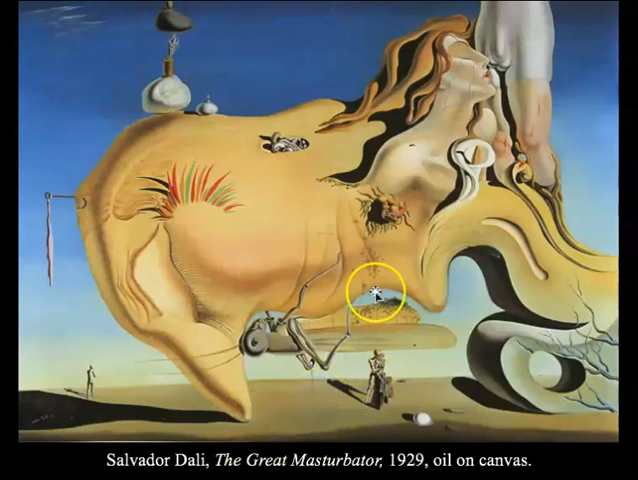 Salvador Dali, The Great Masturbator, 1929, oil on canvas.